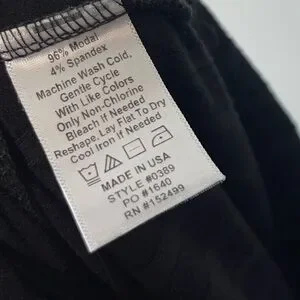 96% Modal
4% Spandex
Machine Wash Cold,
Gentle Cycle
With Like Colors
Only Non-Chlorine
Bleach If Needed
Reshape, Lay Flat To Dry
Cool Iron If Needed
MADE IN USA
STYLE #0389
PO #1640
RN #152499